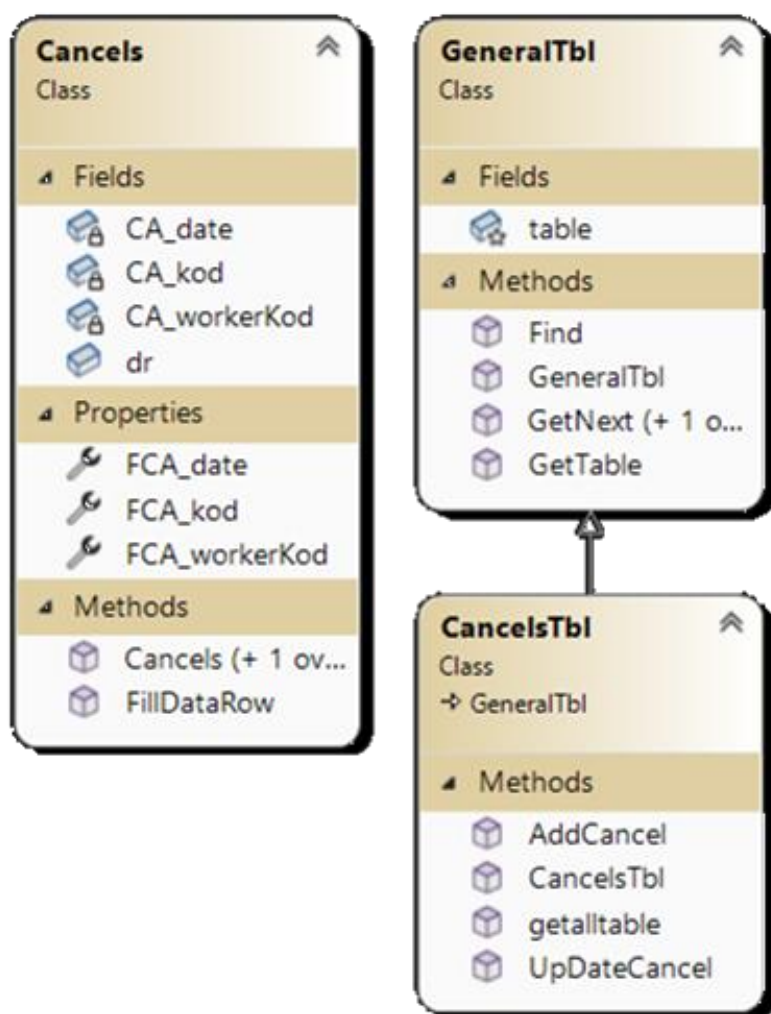 Cancels
Class
Fields
CA_date
CA_kod
CA_workerKod
dr
Properties
FCA_date
FCA_kod
FCA_workerKod
Methods
Cancels (+ 1 ov...
FillDataRow
GeneralTbl
Class
Fields
table
Methods
Find
GeneralTbl
GetNext (+ 1 o...
GetTable
CancelsTbl
Class
GeneralTbl
Methods
AddCancel
CancelsTbl
getalltable
UpDateCancel